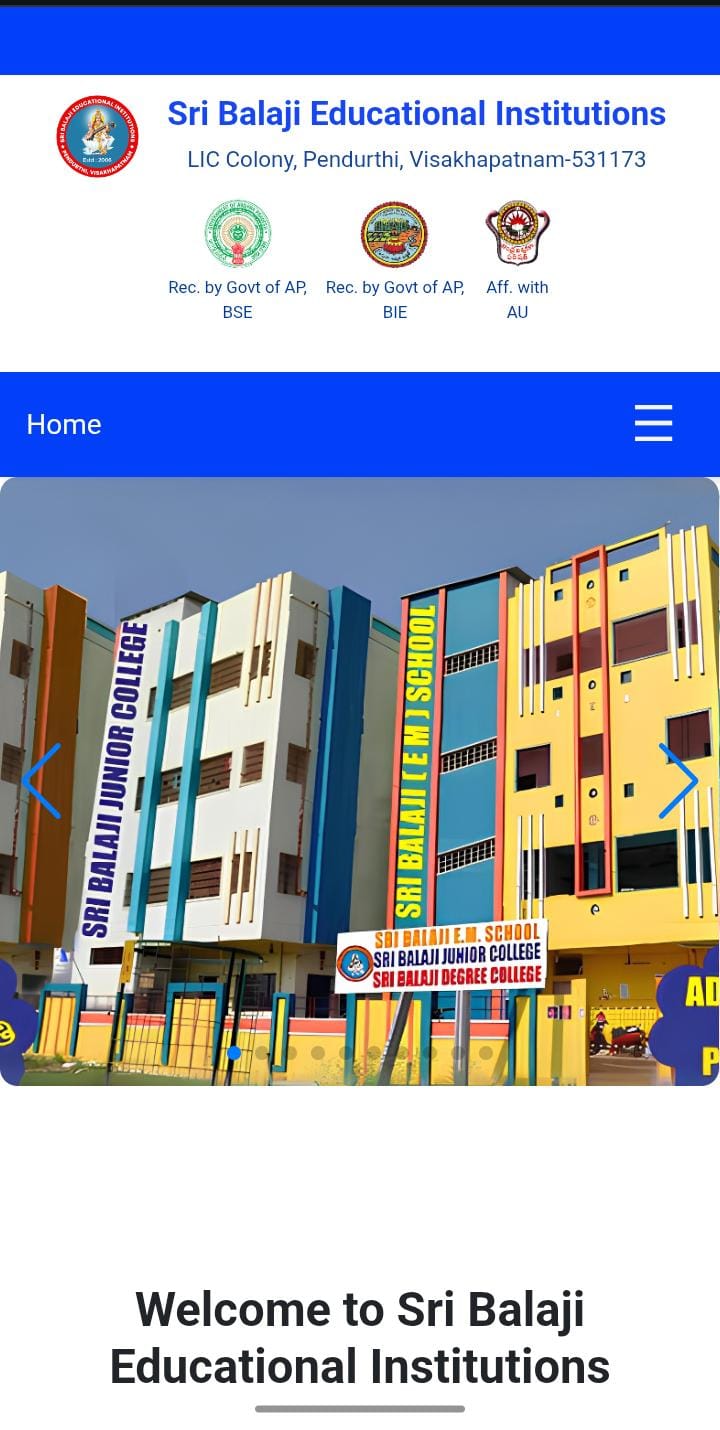 SRI BALAJI EDUCATIONAL INSTITUTIONS
Estd : 2006
PENDURTHI, VISAKHAPATNAM
Sri Balaji Educational Institutions
LIC Colony, Pendurthi, Visakhapatnam-531173
Rec. by Govt of AP,
BSE
Rec. by Govt of AP,
BIE
Aff. with
AU
Home
SRI BALAJI JUNIOR COLLEGE
SRI BALAJI ( E M ) SCHOOL
SRI BALAJI E.M. SCHOOL
SRI BALAJI JUNIOR COLLEGE
SRI BALAJI DEGREE COLLEGE
AD
P
Welcome to Sri Balaji
Educational Institutions